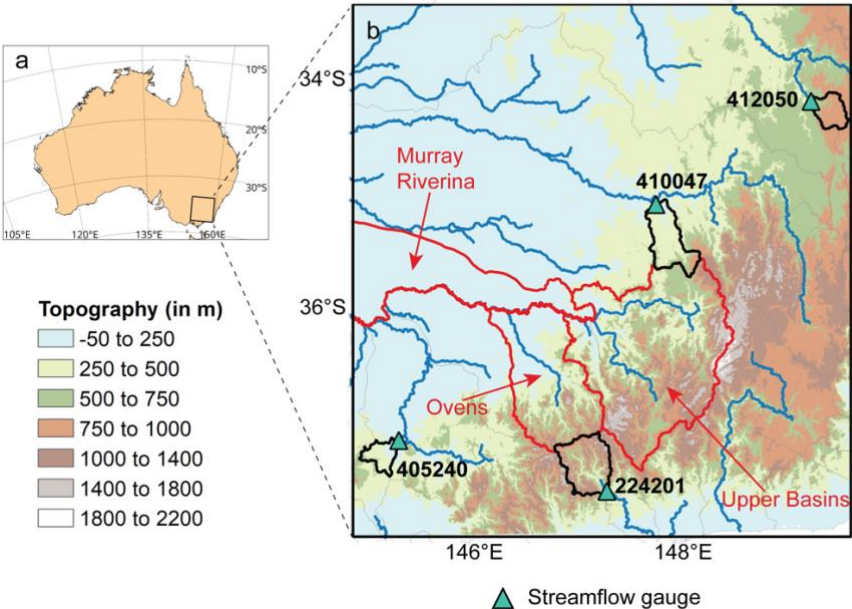 a
10°S
20°S
30°S
105°E
120°E
135°E
160°E
b
34°S
36°S
146°E
148°E
412050
410047
Murray
Riverina
Ovens
405240
224201
Upper Basins
Topography (in m)
-50 to 250
250 to 500
500 to 750
750 to 1000
1000 to 1400
1400 to 1800
1800 to 2200
Streamflow gauge